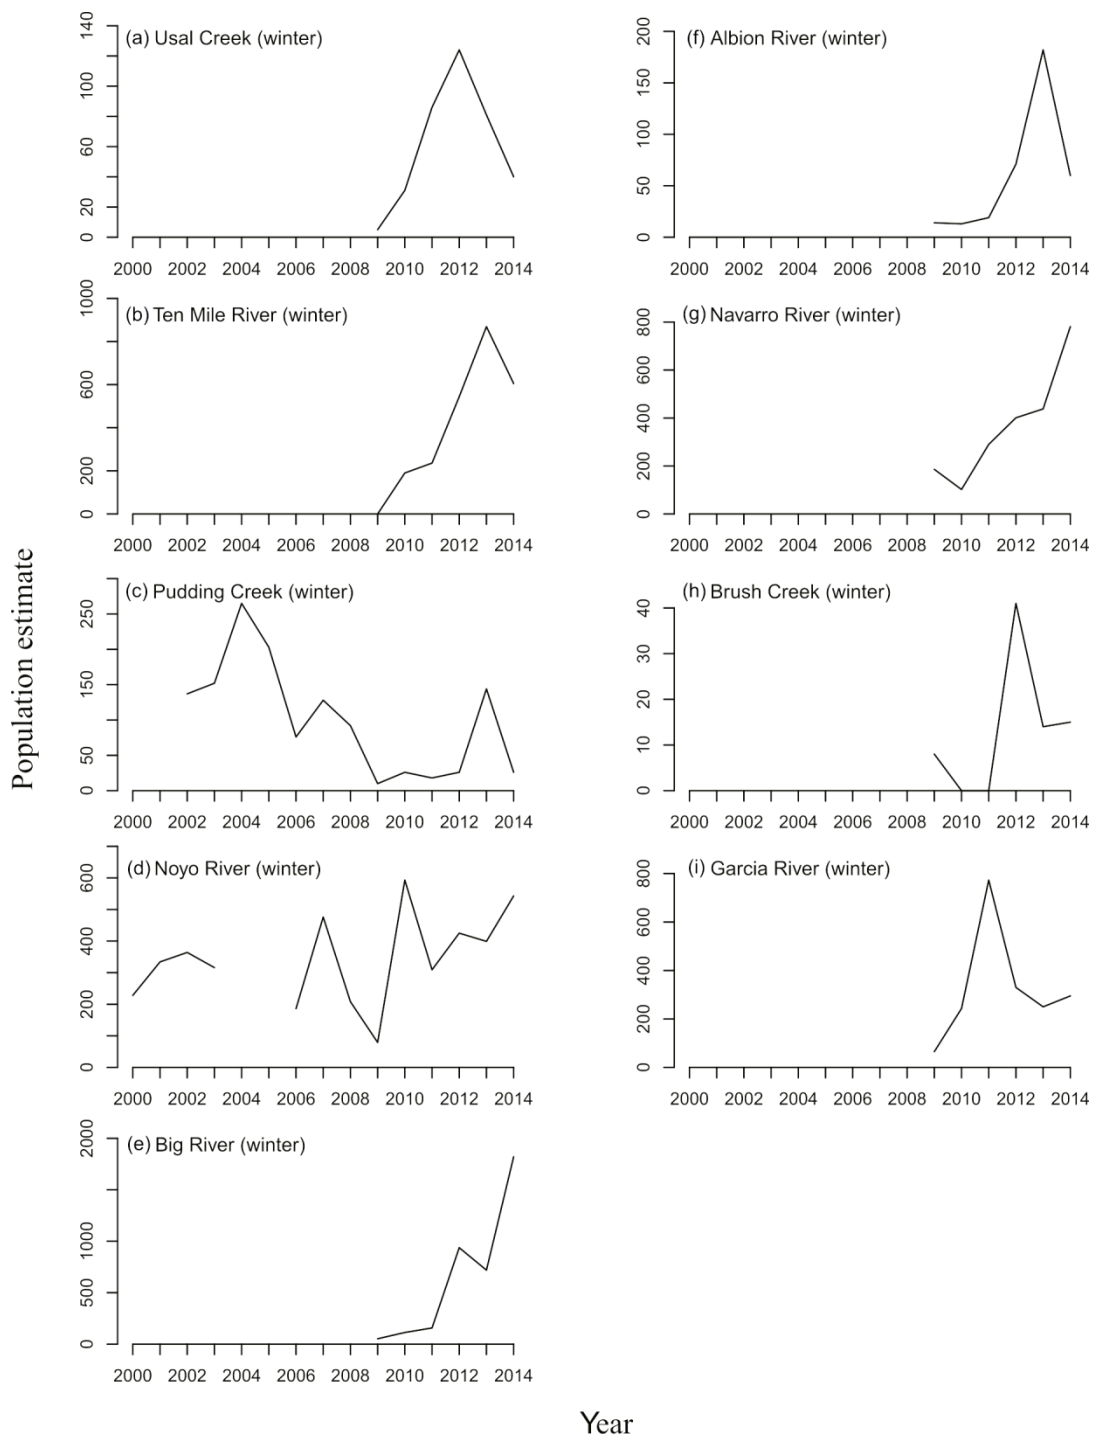 Population estimate
(a) Usal Creek (winter)
140
100
60
20
0
2000 2002 2004 2006 2008 2010 2012 2014
(b) Ten Mile River (winter)
1000
600
200
0
2000 2002 2004 2006 2008 2010 2012 2014
(c) Pudding Creek (winter)
250
150
50
0
2000 2002 2004 2006 2008 2010 2012 2014
(d) Noyo River (winter)
600
400
200
0
2000 2002 2004 2006 2008 2010 2012 2014
(e) Big River (winter)
2000
1000
500
0
2000 2002 2004 2006 2008 2010 2012 2014
(f) Albion River (winter)
200
150
100
50
0
2000 2002 2004 2006 2008 2010 2012 2014
(g) Navarro River (winter)
800
600
400
200
0
2000 2002 2004 2006 2008 2010 2012 2014
(h) Brush Creek (winter)
40
30
20
10
0
2000 2002 2004 2006 2008 2010 2012 2014
(i) Garcia River (winter)
800
600
400
200
0
2000 2002 2004 2006 2008 2010 2012 2014
Year